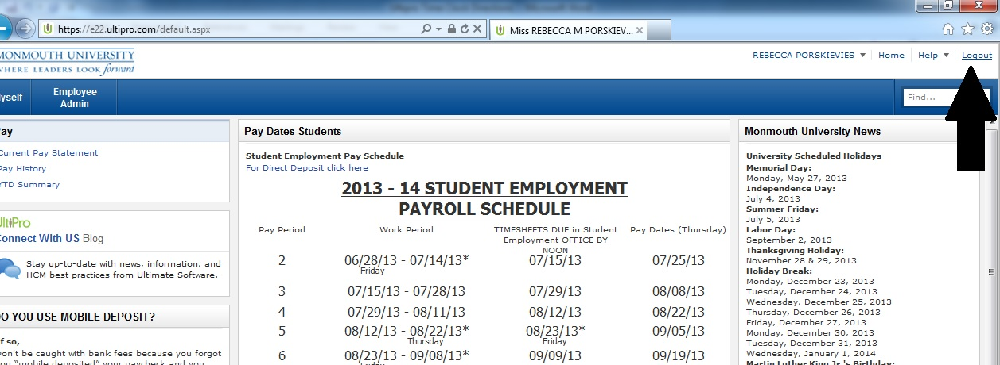 https://e22.ultipro.com/default.aspx
Miss REBECCA M PORSKIEV...
MONMOUTH UNIVERSITY
WHERE LEADERS LOOK forward
REBECCA PORSKIEVIES
Home
Help
Logout
Employee
Admin
Find...
Current Pay Statement
Pay History
YTD Summary
UltiPro
Connect With US Blog
Stay up-to-date with news, information, and
HCM best practices from Ultimate Software.
DO YOU USE MOBILE DEPOSIT?
If so,
Don't be caught with bank fees because you forgot
you "mobile deposited" your paycheck and you
Pay Dates Students
Student Employment Pay Schedule
For Direct Deposit click here
2013 - 14 STUDENT EMPLOYMENT
PAYROLL SCHEDULE
Pay Period Work Period TIMESHEETS DUE in Student Pay Dates (Thursday)
Employment OFFICE BY
NOON
2 06/28/13 - 07/14/13* 07/15/13 07/25/13
Friday
3 07/15/13 - 07/28/13 07/29/13 08/08/13
4 07/29/13 - 08/11/13 08/12/13 08/22/13
5 08/12/13 - 08/22/13* 08/23/13* 09/05/13
Thursday Friday
6 08/23/13 - 09/08/13* 09/09/13 09/19/13
Friday
Monmouth University News
University Scheduled Holidays
Memorial Day:
Monday, May 27, 2013
Independence Day:
July 4, 2013
Summer Friday:
July 5, 2013
Labor Day:
September 2, 2013
Thanksgiving Holiday:
November 28 & 29, 2013
Holiday Break:
Monday, December 23, 2013
Tuesday, December 24, 2013
Wednesday, December 25, 2013
Thursday, December 26, 2013
Friday, December 27, 2013
Monday, December 30, 2013
Tuesday, December 31, 2013
Wednesday, January 1, 2014
Martin Luther King Jr.'s Birthday: